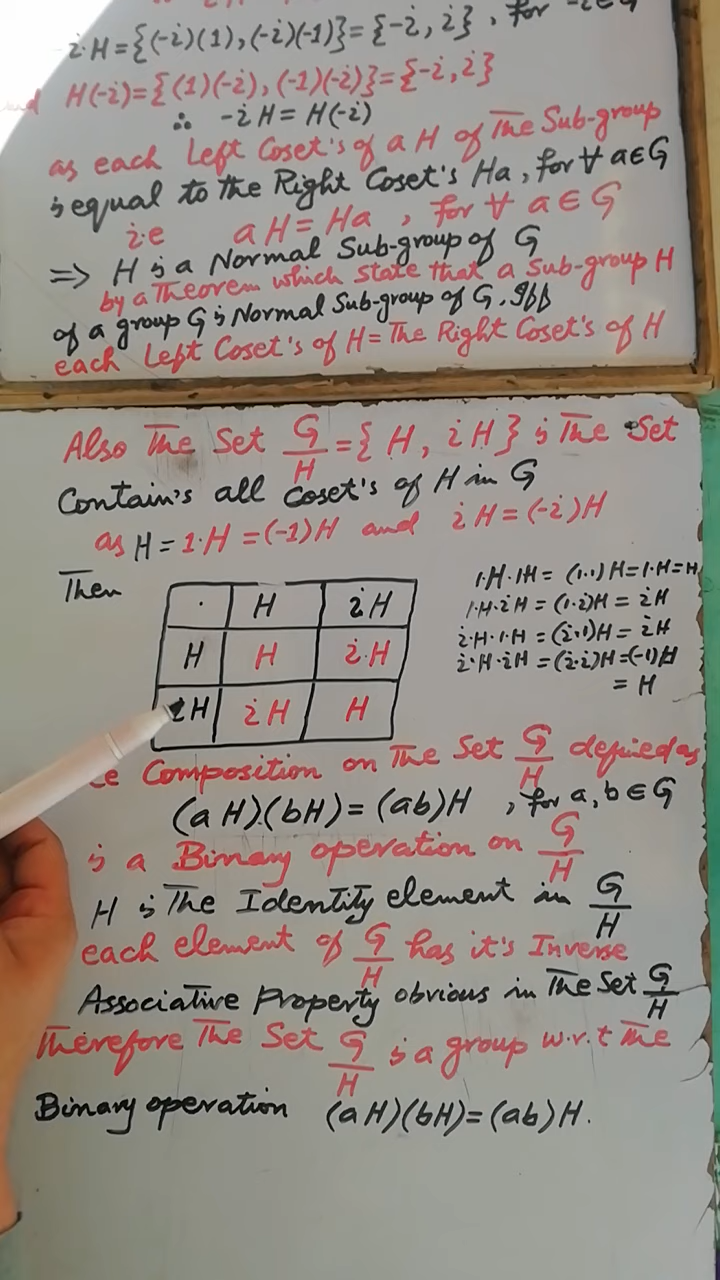 i·H={(-i)(1),(-i)(-1)}={-i,i}, for -i∈G
and H(-i)={(1)(-i),(-1)(-i)}={-i,i}
∴ -iH=H(-i)
as each Left Coset's of aH of The Sub-group
is equal to the Right Coset's Ha, for ∀ a∈G
i.e aH=Ha, for ∀ a∈G
⇒ H is a Normal Sub-group of G
by a Theorem which state that a Sub-group H
of a group G is Normal Sub-group of G. Iff
each Left Coset's of H=The Right Coset's of H
Also The Set G/H={H, iH} is The Set
Contain's all Coset's of H in G
as H=1·H=(-1)H and iH=(-i)H
Then
· H iH
H H i·H
iH iH H
1·H·1H=(1·1)H=1·H=H
1·H·iH=(1·i)H=iH
i·H·1·H=(i·1)H=iH
i·H·iH=(i·i)H=(-1)H
=H
Composition on The Set G/H defined as
(aH)·(bH)=(ab)H, for a,b∈G
is a Binary operation on G/H
H is The Identity element in G/H
each element of G/H has it's Inverse
Associative Property obvious in The Set G/H
Therefore The Set G/H is a group w.r.t The
Binary operation (aH)(bH)=(ab)H.